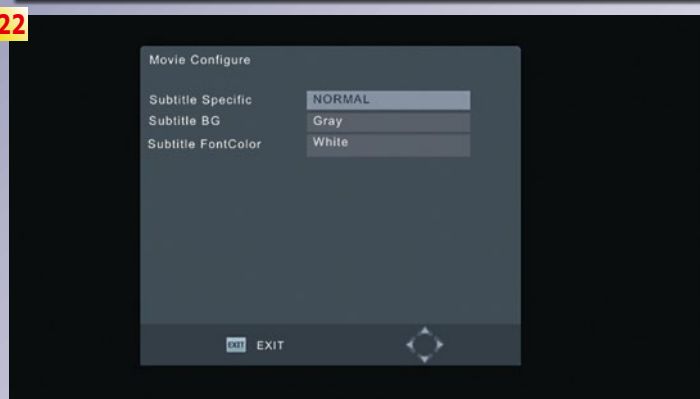 22
Movie Configure
Subtitle Specific NORMAL
Subtitle BG Gray
Subtitle FontColor White
EXIT EXIT